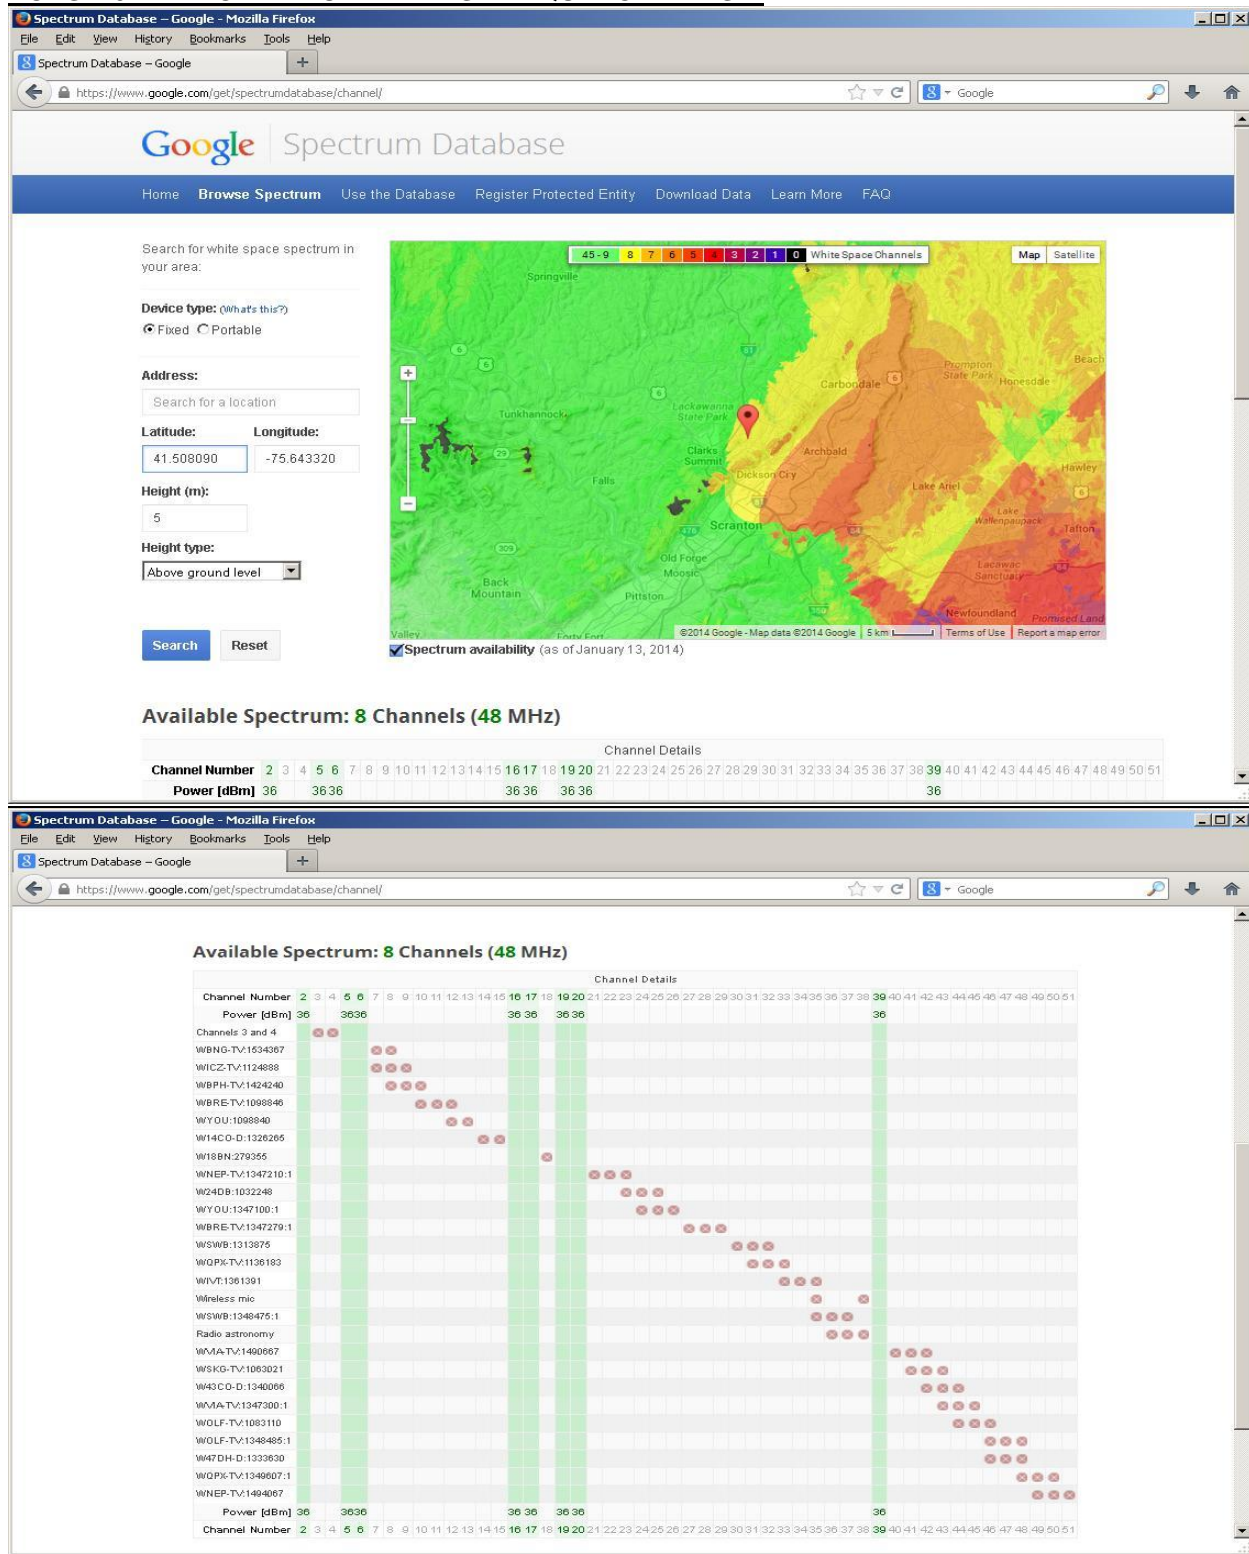 Spectrum Database – Google - Mozilla Firefox
File Edit View History Bookmarks Tools Help
Spectrum Database – Google +
https://www.google.com/get/spectrumdatabase/channel/ Google
Google Spectrum Database
Home Browse Spectrum Use the Database Register Protected Entity Download Data Learn More FAQ
Search for white space spectrum in
your area:
Device type: (What's this?)
Fixed Portable
Address:
Search for a location
Latitude: Longitude:
41.508090 -75.643320
Height (m):
5
Height type:
Above ground level
Search Reset
45 - 9 8 7 6 5 4 3 2 1 0 White Space Channels
Map Satellite
Springville
Tunkhannock
Lackawanna
State Park
Carbondale
Prompton
State Park
Honesdale
Beach
Clarks
Summit
Archbald
Dickson City
Falls
Lake Ariel
Hawley
Lake
Wallenpaupack
Tafton
Scranton
Old Forge
Moosic
Lacawac
Sanctuary
Back
Mountain
Pittston
Newfoundland
Promised Land
Valley
Forty Fort
©2014 Google - Map data ©2014 Google 5 km Terms of Use Report a map error
Spectrum availability (as of January 13, 2014)
Available Spectrum: 8 Channels (48 MHz)
Channel Details
Channel Number 2 3 4 5 6 7 8 9 10 11 12 13 14 15 16 17 18 19 20 21 22 23 24 25 26 27 28 29 30 31 32 33 34 35 36 37 38 39 40 41 42 43 44 45 46 47 48 49 50 51
Power [dBm] 36 36 36 36 36 36 36 36
Spectrum Database – Google - Mozilla Firefox
File Edit View History Bookmarks Tools Help
Spectrum Database – Google +
https://www.google.com/get/spectrumdatabase/channel/ Google
Available Spectrum: 8 Channels (48 MHz)
Channel Details
Channel Number 2 3 4 5 6 7 8 9 10 11 12 13 14 15 16 17 18 19 20 21 22 23 24 25 26 27 28 29 30 31 32 33 34 35 36 37 38 39 40 41 42 43 44 45 46 47 48 49 50 51
Power [dBm] 36 36 36 36 36 36 36 36
Channels 3 and 4
WBNG-TV:1534367
WICZ-TV:1124888
WBPH-TV:1424240
WBRE-TV:1098846
WYOU:1098840
W14CO-D:1326265
W18BN:279355
WNEP-TV:1347210:1
W24DB:1032248
WYOU:1347100:1
WBRE-TV:1347279:1
WSWB:1313875
WQPX-TV:1136183
WIVT:1361391
Wireless mic
WSWB:1348475:1
Radio astronomy
WVIA-TV:1490667
WSKG-TV:1063021
W43CO-D:1340066
WVIA-TV:1347300:1
WOLF-TV:1083110
WOLF-TV:1348485:1
W47DH-D:1333630
WQPX-TV:1349607:1
WNEP-TV:1494067
Power [dBm] 36 36 36 36 36 36 36 36
Channel Number 2 3 4 5 6 7 8 9 10 11 12 13 14 15 16 17 18 19 20 21 22 23 24 25 26 27 28 29 30 31 32 33 34 35 36 37 38 39 40 41 42 43 44 45 46 47 48 49 50 51